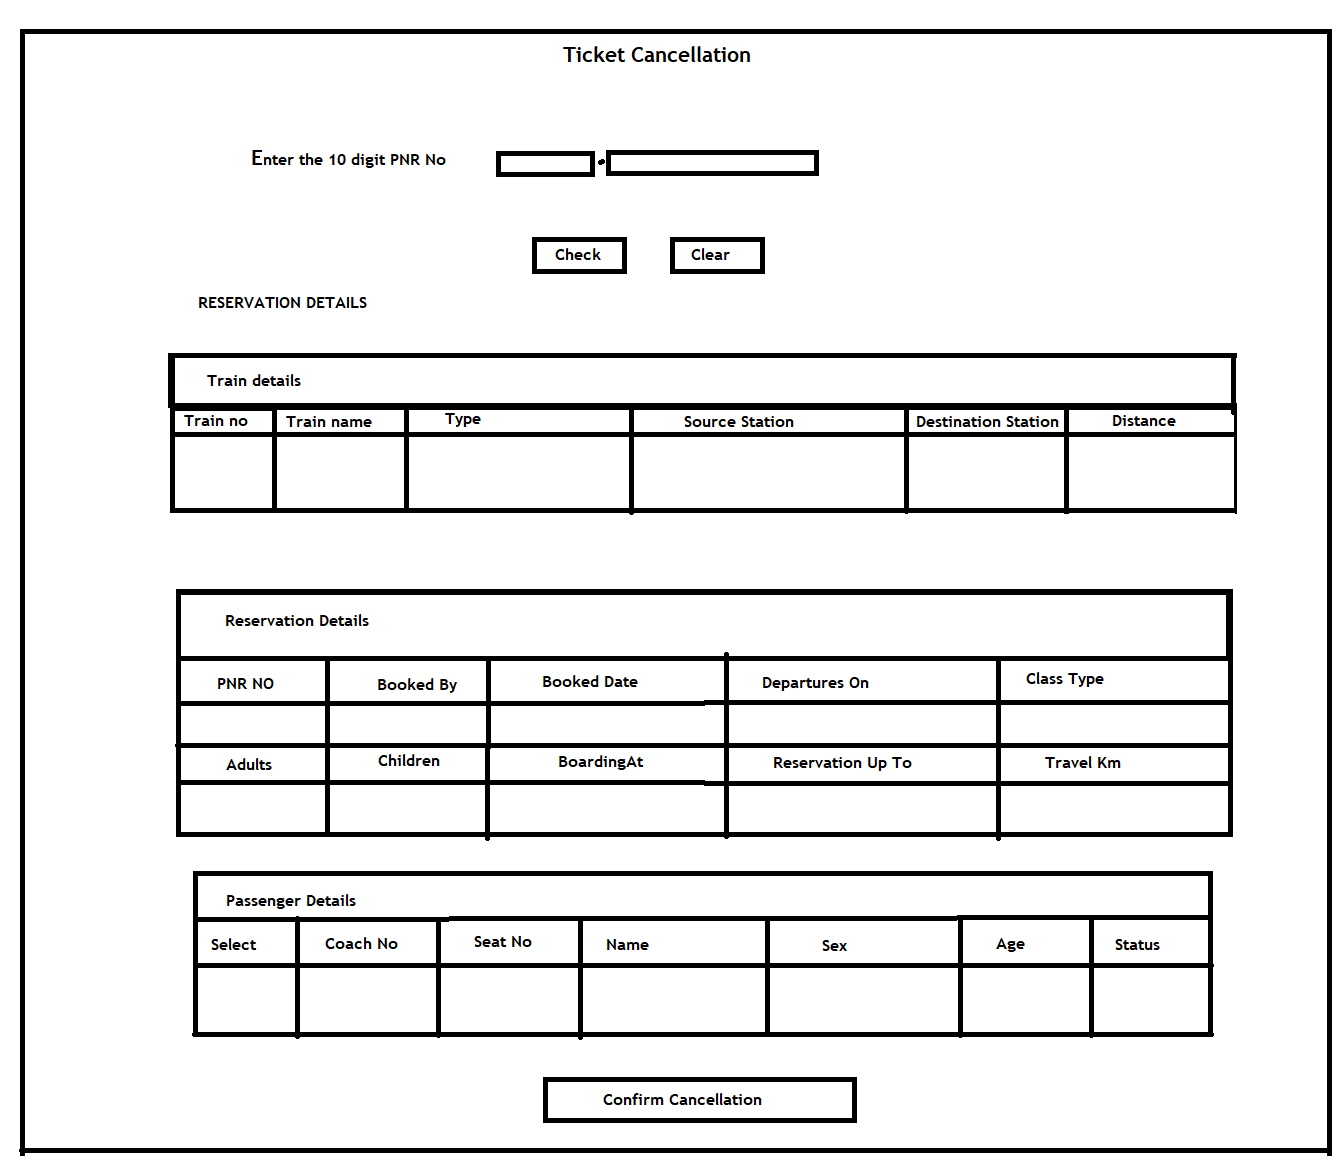 Ticket Cancellation
Enter the 10 digit PNR No
Check Clear
RESERVATION DETAILS
Train details
Train no Train name Type Source Station Destination Station Distance
Reservation Details
PNR NO Booked By Booked Date Departures On Class Type
Adults Children BoardingAt Reservation Up To Travel Km
Passenger Details
Select Coach No Seat No Name Sex Age Status
Confirm Cancellation